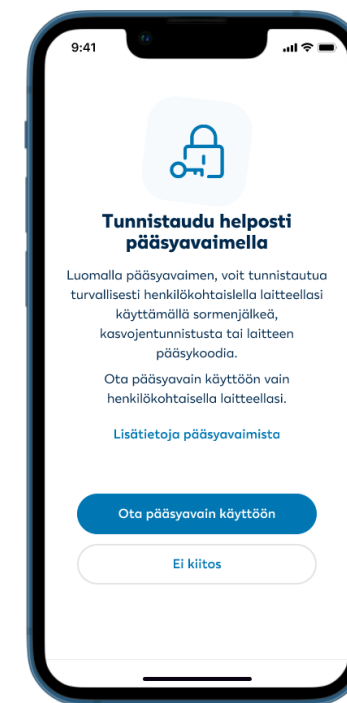 9:41
Tunnistaudu helposti
pääsyavaimella
Luomalla pääsyavaimen, voit tunnistautua
turvallisesti henkilökohtaislella laitteellasi
käyttämällä sormenjälkeä,
kasvojentunnistusta tai laitteen
pääsykoodia.
Ota pääsyavain käyttöön vain
henkilökohtaisella laitteellasi.
Lisätietoja pääsyavaimista
Ota pääsyavain käyttöön
Ei kiitos